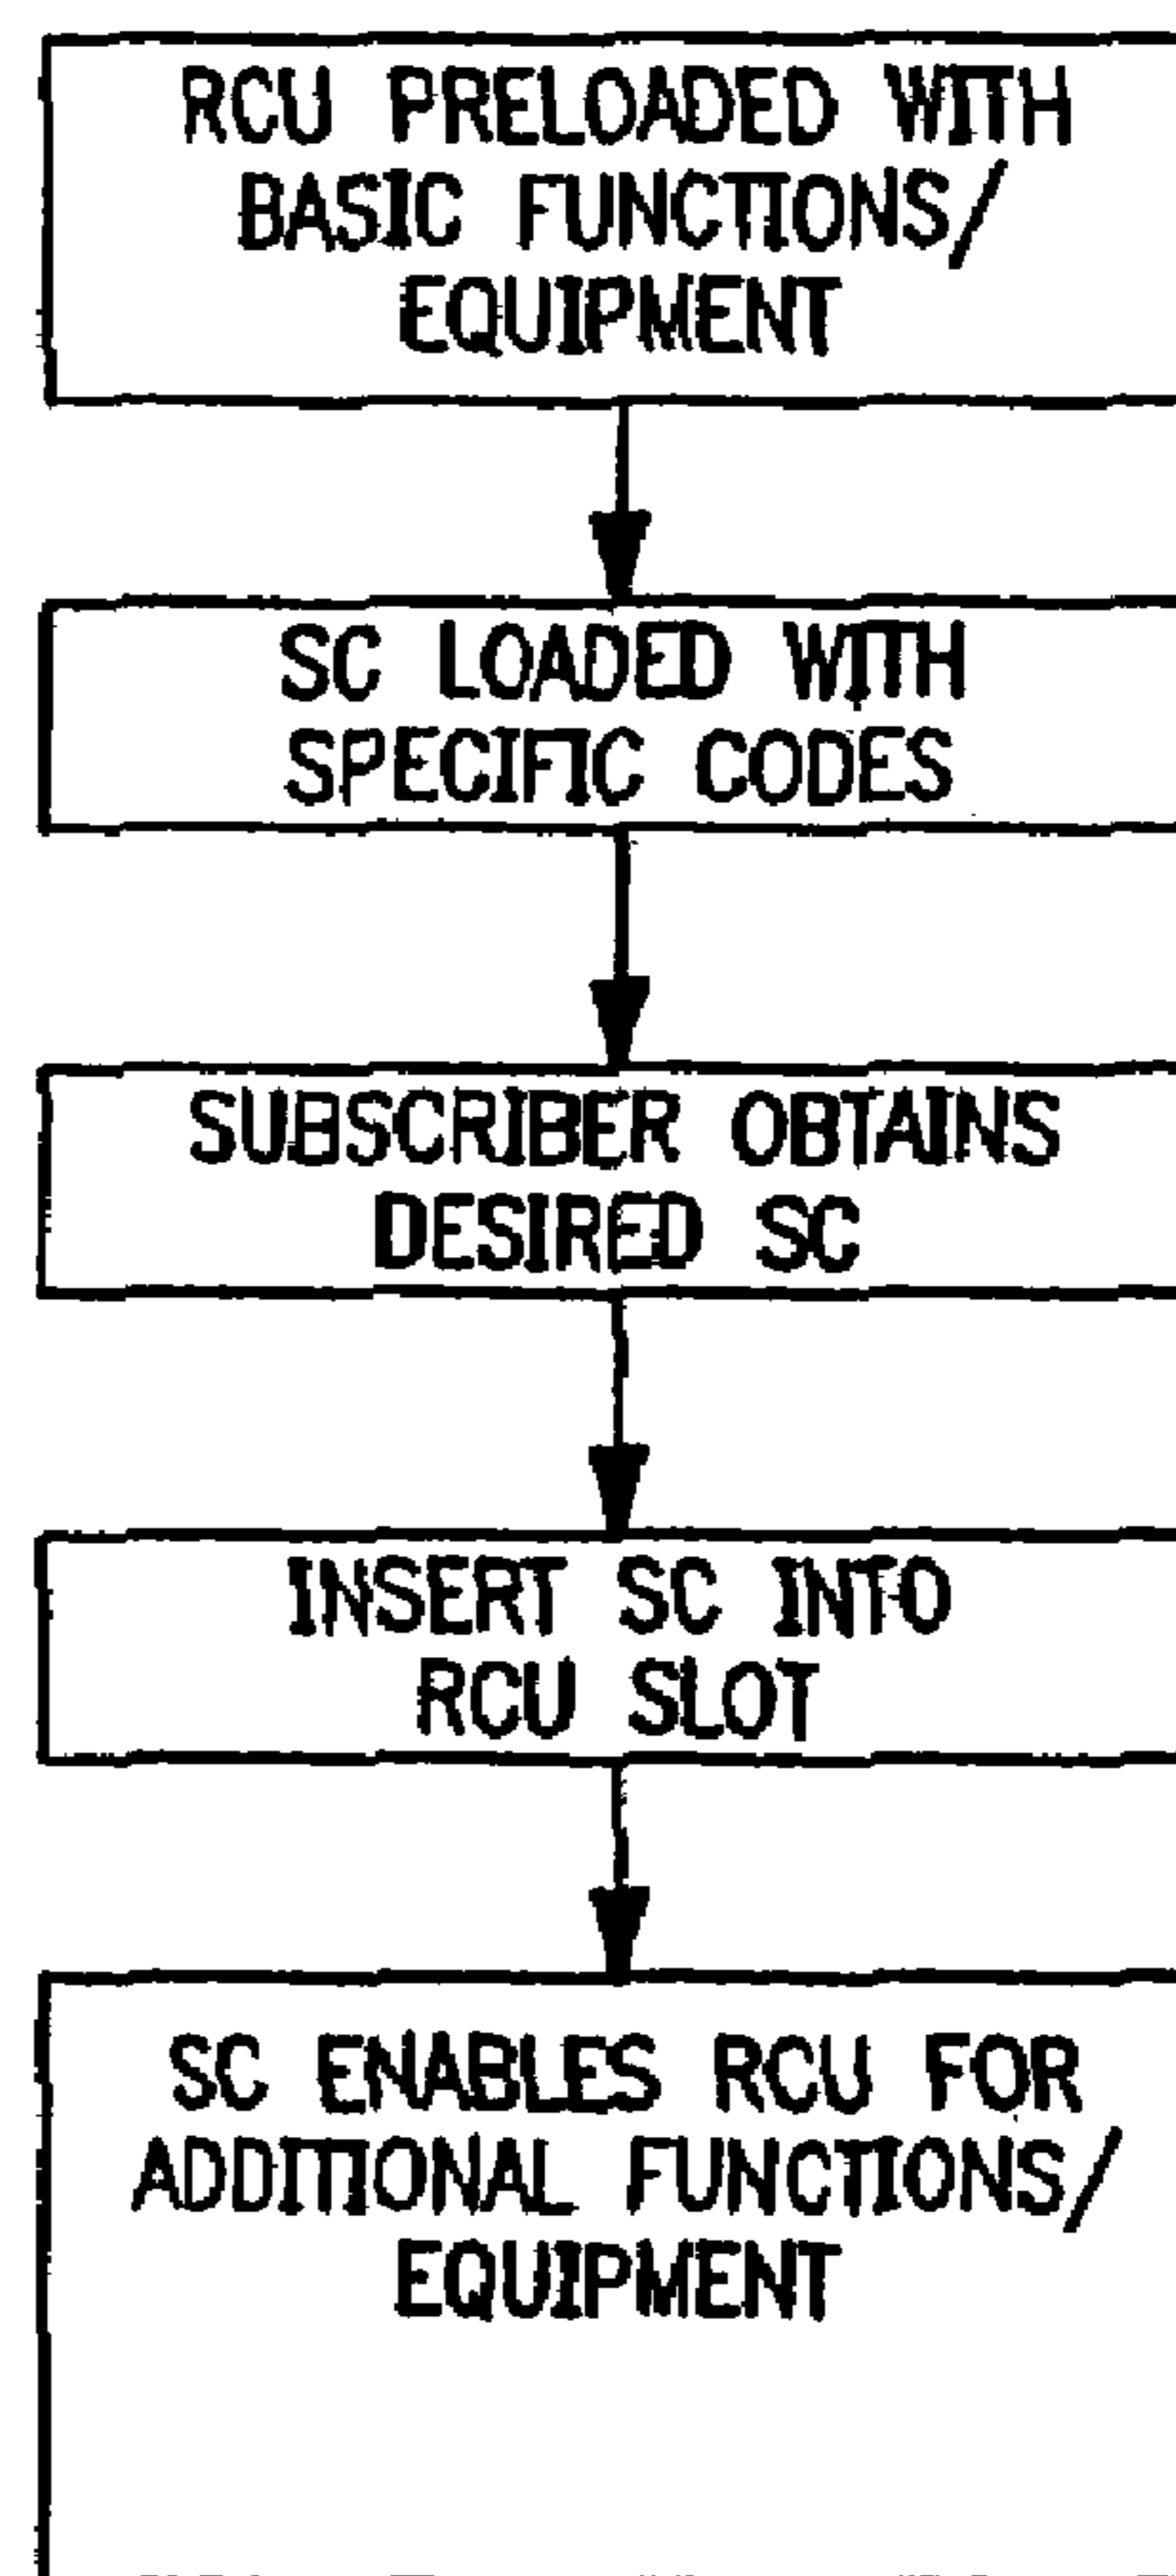 RCU PRELOADED WITH
BASIC FUNCTIONS/
EQUIPMENT
SC LOADED WITH
SPECIFIC CODES
SUBSCRIBER OBTAINS
DESIRED SC
INSERT SC INTO
RCU SLOT
SC ENABLES RCU FOR
ADDITIONAL FUNCTIONS/
EQUIPMENT